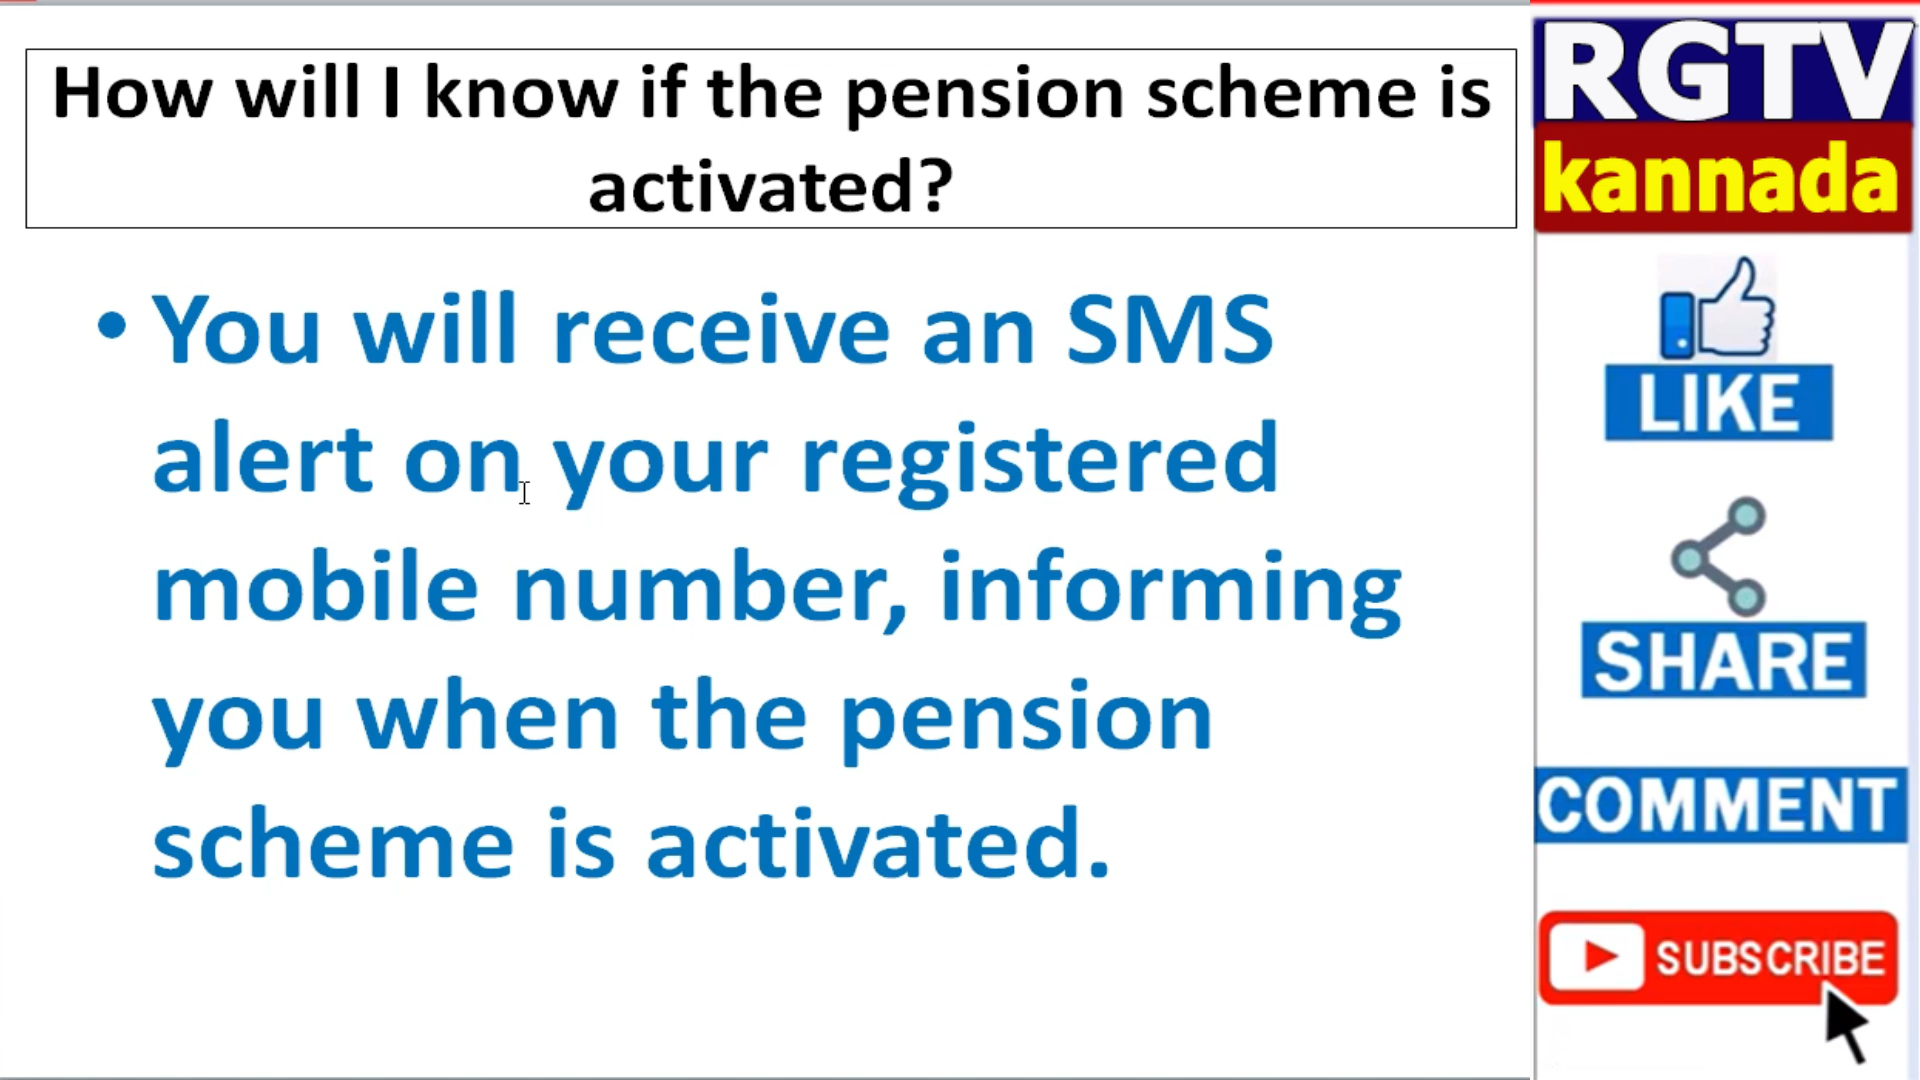 How will I know if the pension scheme is
activated?
• You will receive an SMS
alert on your registered
mobile number, informing
you when the pension
scheme is activated.
RGTV
kannada
LIKE
SHARE
COMMENT
SUBSCRIBE